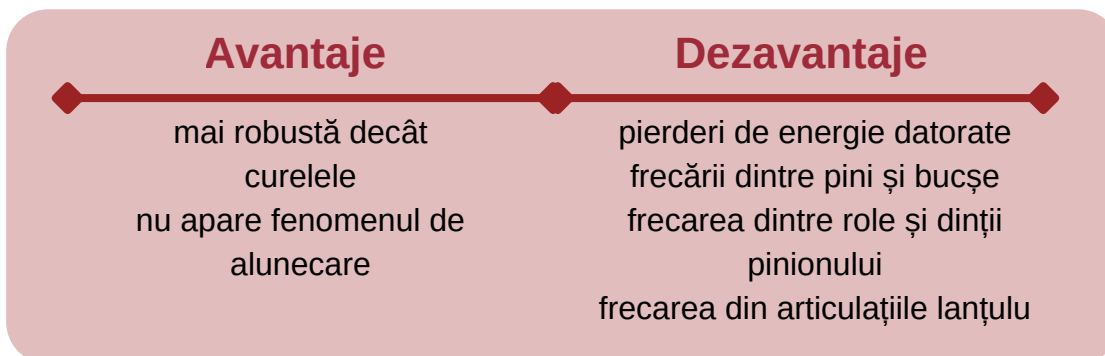 Avantaje
mai robustă decât
curelele
nu apare fenomenul de
alunecare
Dezavantaje
pierderi de energie datorate
frecării dintre pini și bucșe
frecarea dintre role și dinții
pinionului
frecarea din articulațiile lanțulu